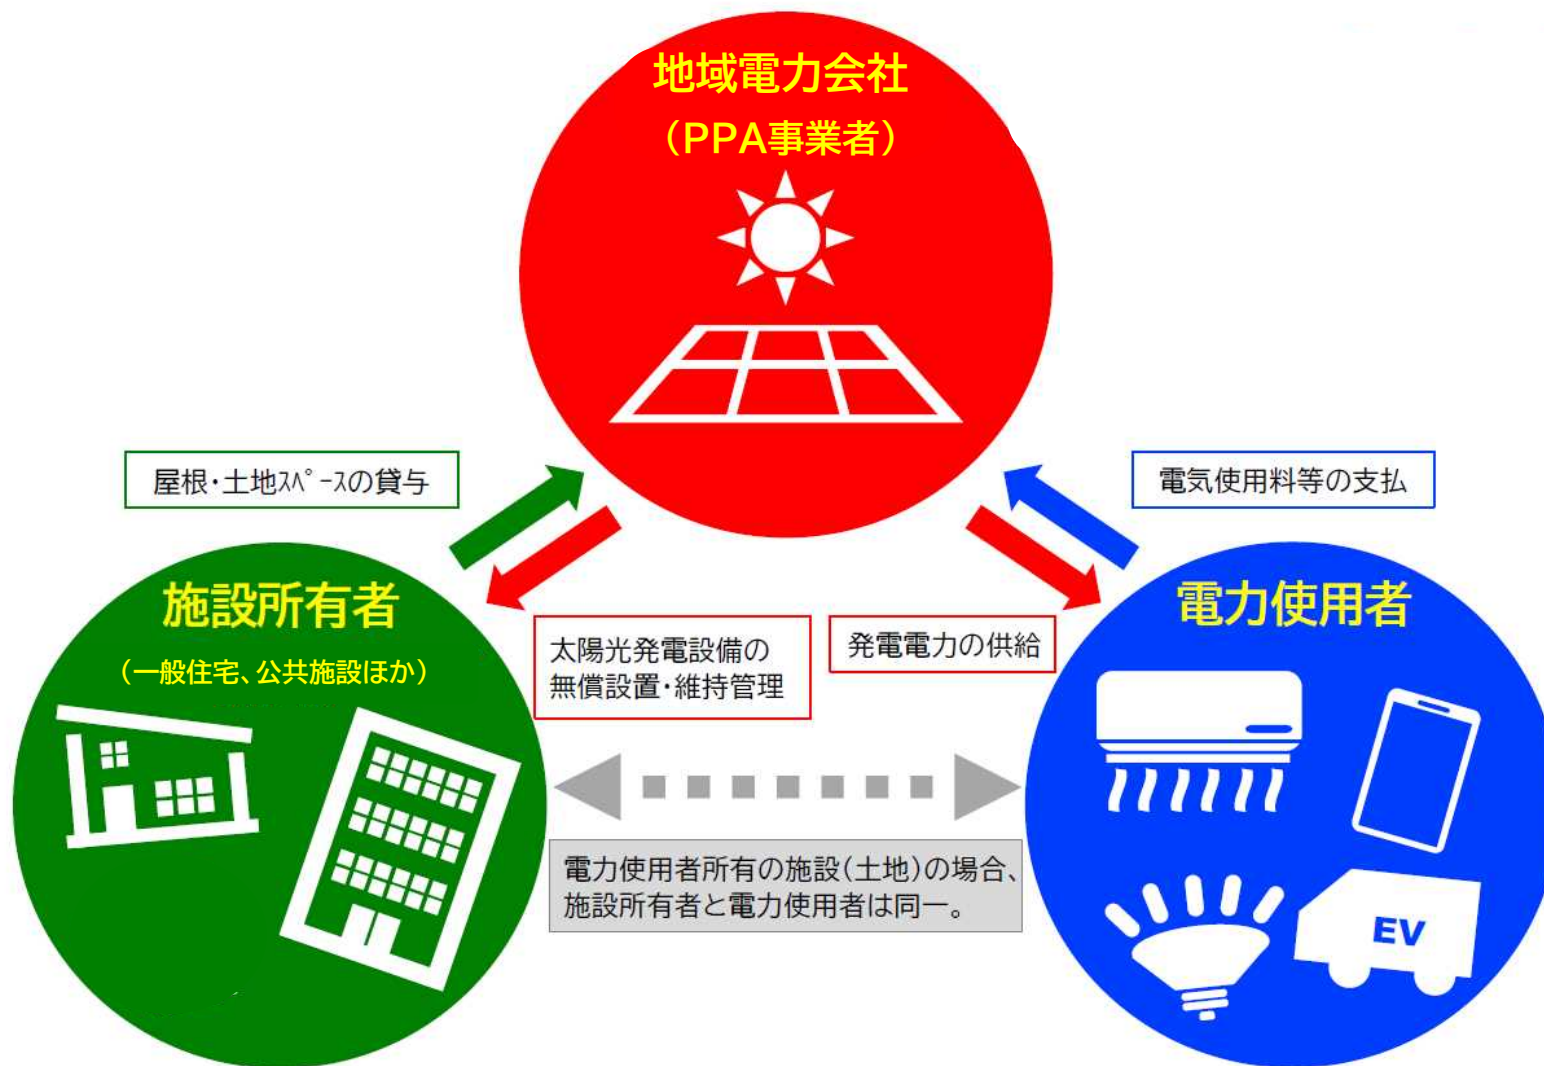 地域電力会社
（PPA事業者）
屋根・土地ｽﾍﾟｰｽの貸与
電気使用料等の支払
施設所有者
（一般住宅、公共施設ほか）
太陽光発電設備の
無償設置・維持管理
発電電力の供給
電力使用者
電力使用者所有の施設（土地）の場合、
施設所有者と電力使用者は同一。
EV